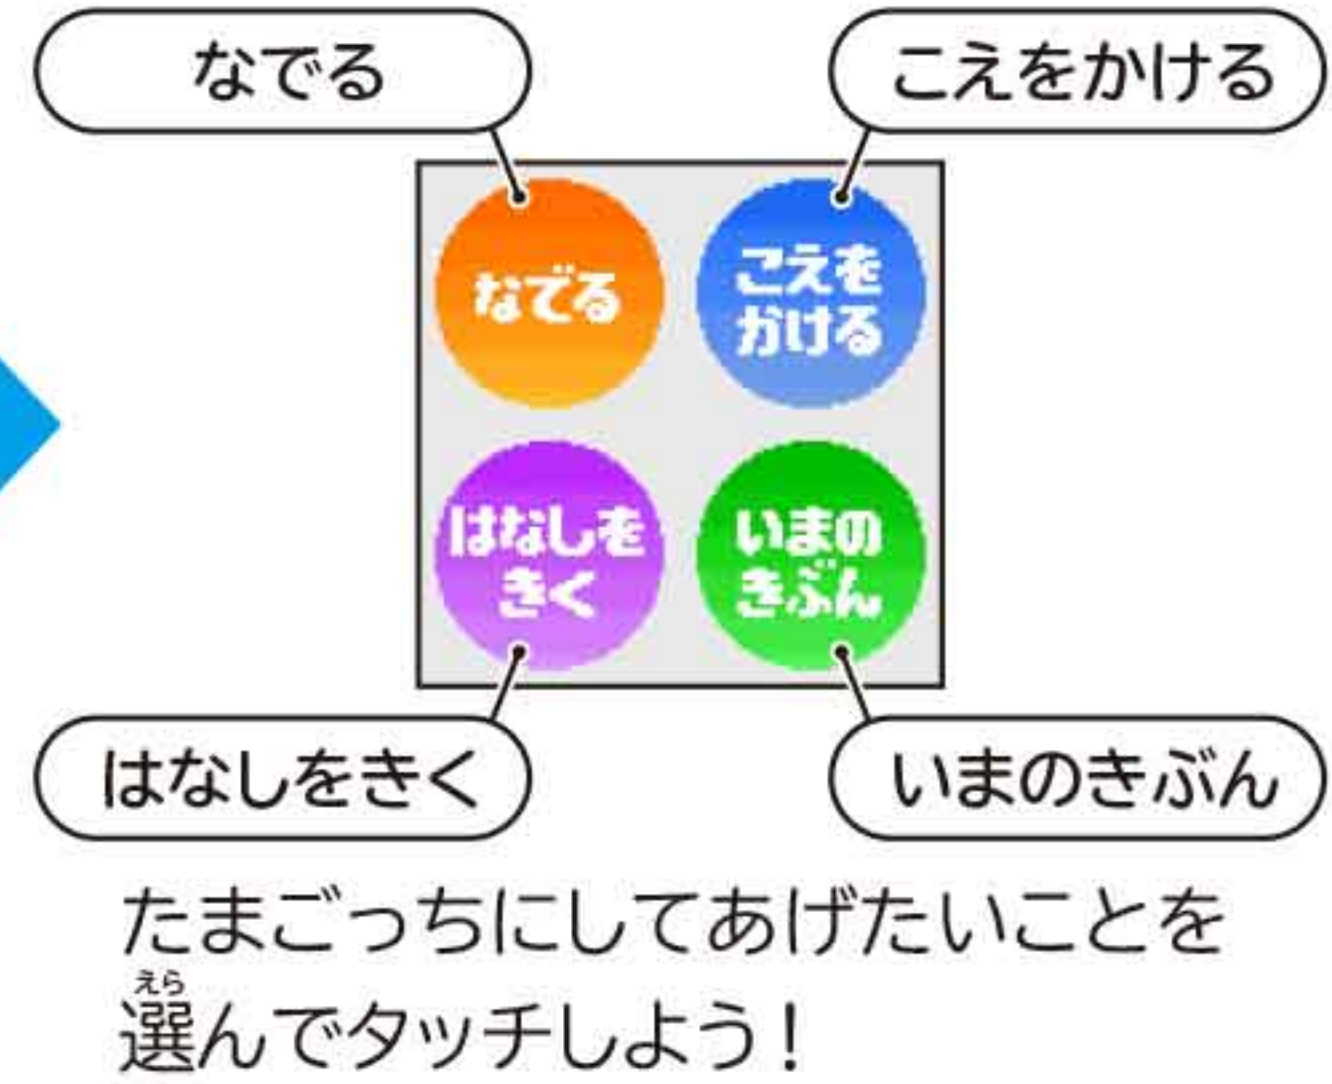 なでる
こえをかける
なでる
こえを
かける
はなしを
きく
いまの
きぶん
はなしをきく
いまのきぶん
たまごっちにしてあげたいことを
えら
選んでタッチしよう!